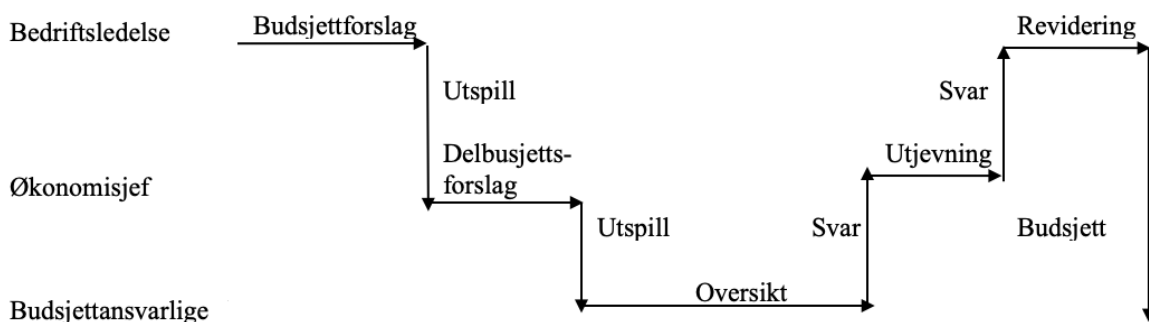 Bedriftsledelse
Budsjettforslag
Revidering
Utspill
Svar
Delbusjetts-
forslag
Utjevning
Økonomisjef
Utspill
Svar
Budsjett
Oversikt
Budsjettansvarlige